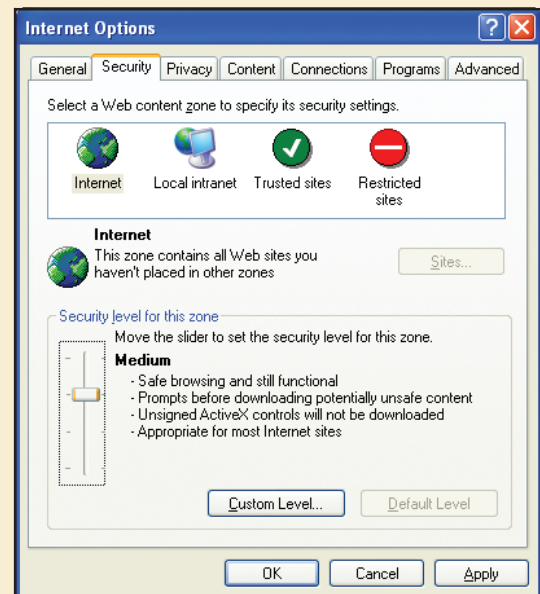 Internet Options
?
X
General Security Privacy Content Connections Programs Advanced
Select a Web content zone to specify its security settings.
Internet Local intranet Trusted sites Restricted
sites
Internet
This zone contains all Web sites you
haven't placed in other zones
Sites...
Security level for this zone
Move the slider to set the security level for this zone.
Medium
- Safe browsing and still functional
- Prompts before downloading potentially unsafe content
- Unsigned ActiveX controls will not be downloaded
- Appropriate for most Internet sites
Custom Level... Default Level
OK Cancel Apply